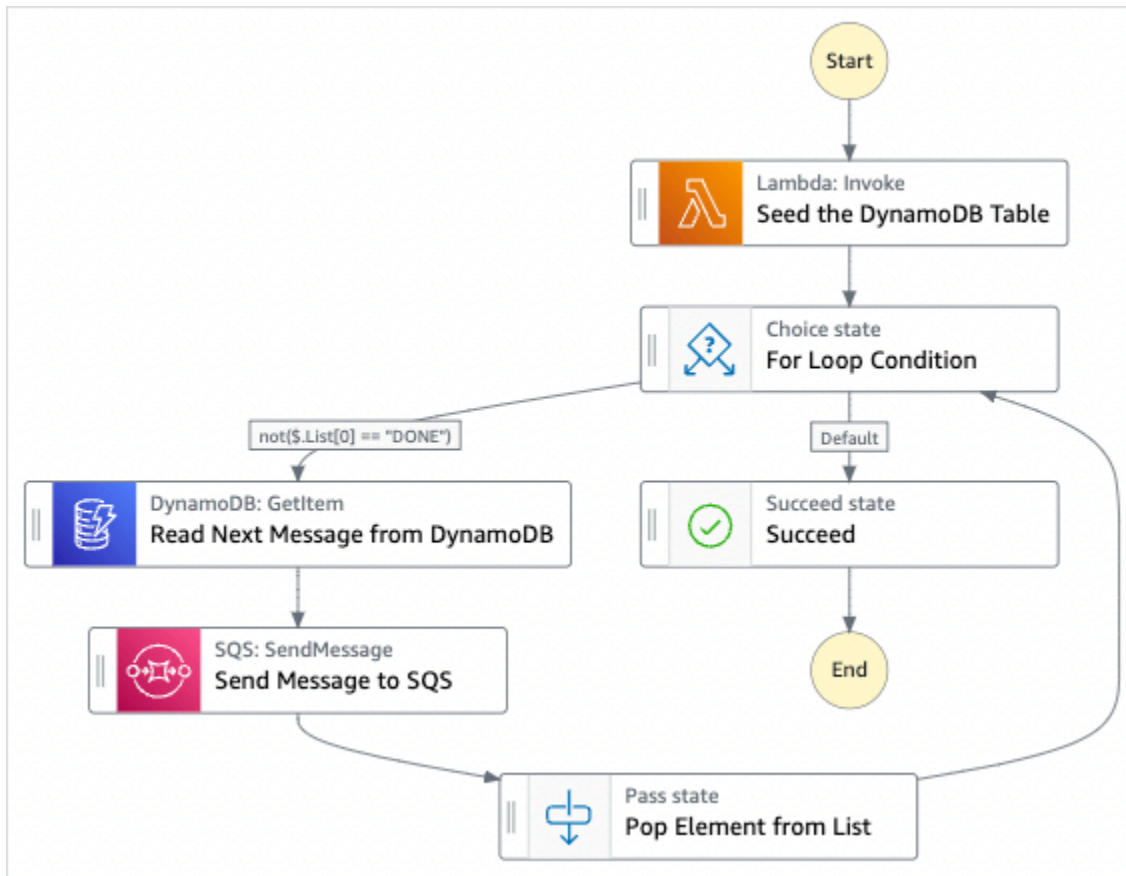 Start
Lambda: Invoke
Seed the DynamoDB Table
Choice state
For Loop Condition
not($.List[0] == "DONE")
Default
DynamoDB: GetItem
Read Next Message from DynamoDB
Succeed state
Succeed
SQS: SendMessage
Send Message to SQS
End
Pass state
Pop Element from List